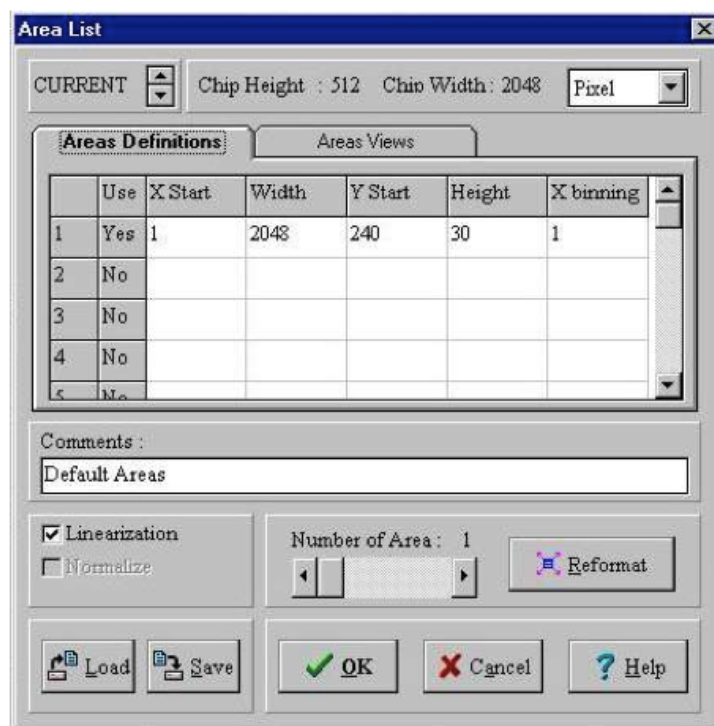 Area List
CURRENT Chip Height : 512 Chip Width : 2048 Pixel
Areas Definitions Areas Views
Use X Start Width Y Start Height X binning
1 Yes 1 2048 240 30 1
2 No
3 No
4 No
5 No
Comments :
Default Areas
Linearization
Normalize
Number of Area : 1
Reformat
Load Save OK Cancel Help